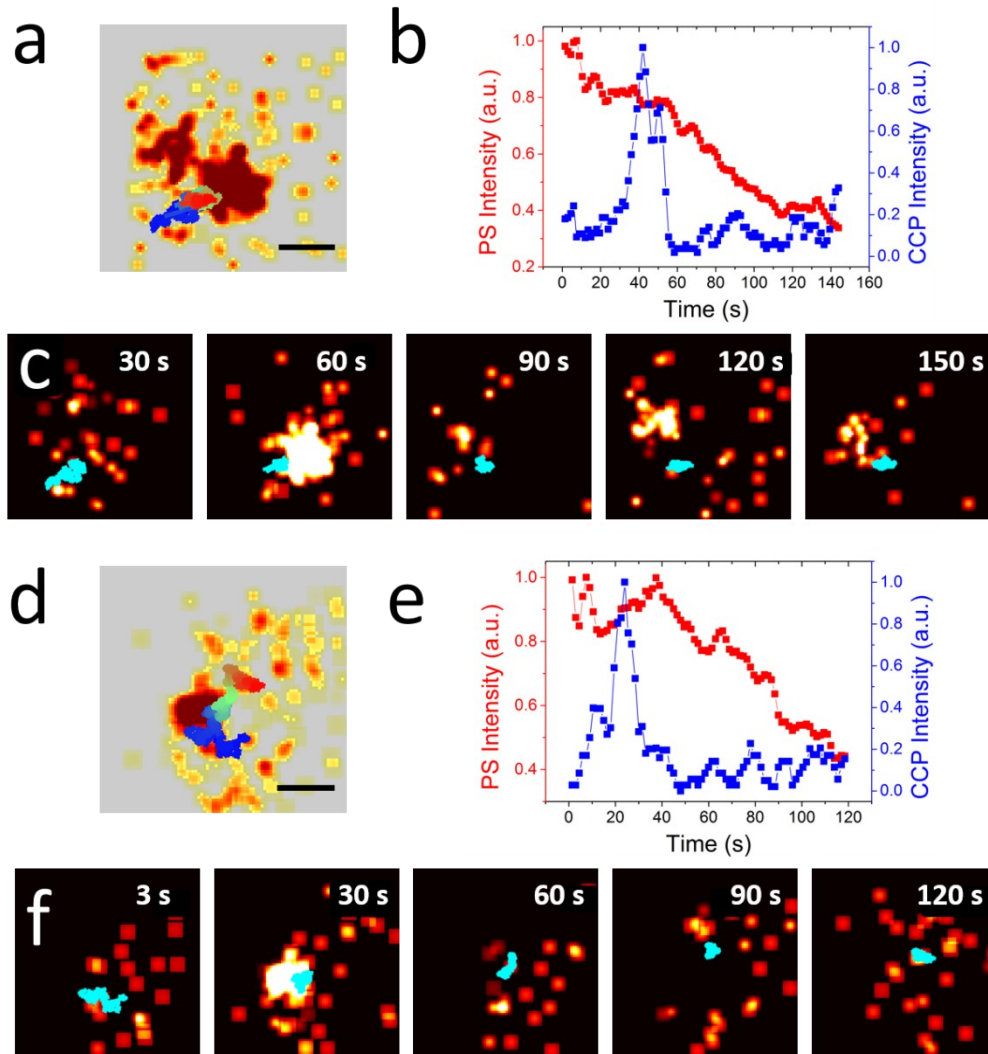 a
b
PS Intensity (a.u.)
1.0
0.8
0.6
0.4
0.2
CCP Intensity (a.u.)
1.0
0.8
0.6
0.4
0.2
0.0
0 20 40 60 80 100 120 140 160
Time (s)
c
30 s
60 s
90 s
120 s
150 s
d
e
PS Intensity (a.u.)
1.0
0.8
0.6
0.4
CCP Intensity (a.u.)
1.0
0.8
0.6
0.4
0.2
0.0
0 20 40 60 80 100 120
Time (s)
f
3 s
30 s
60 s
90 s
120 s